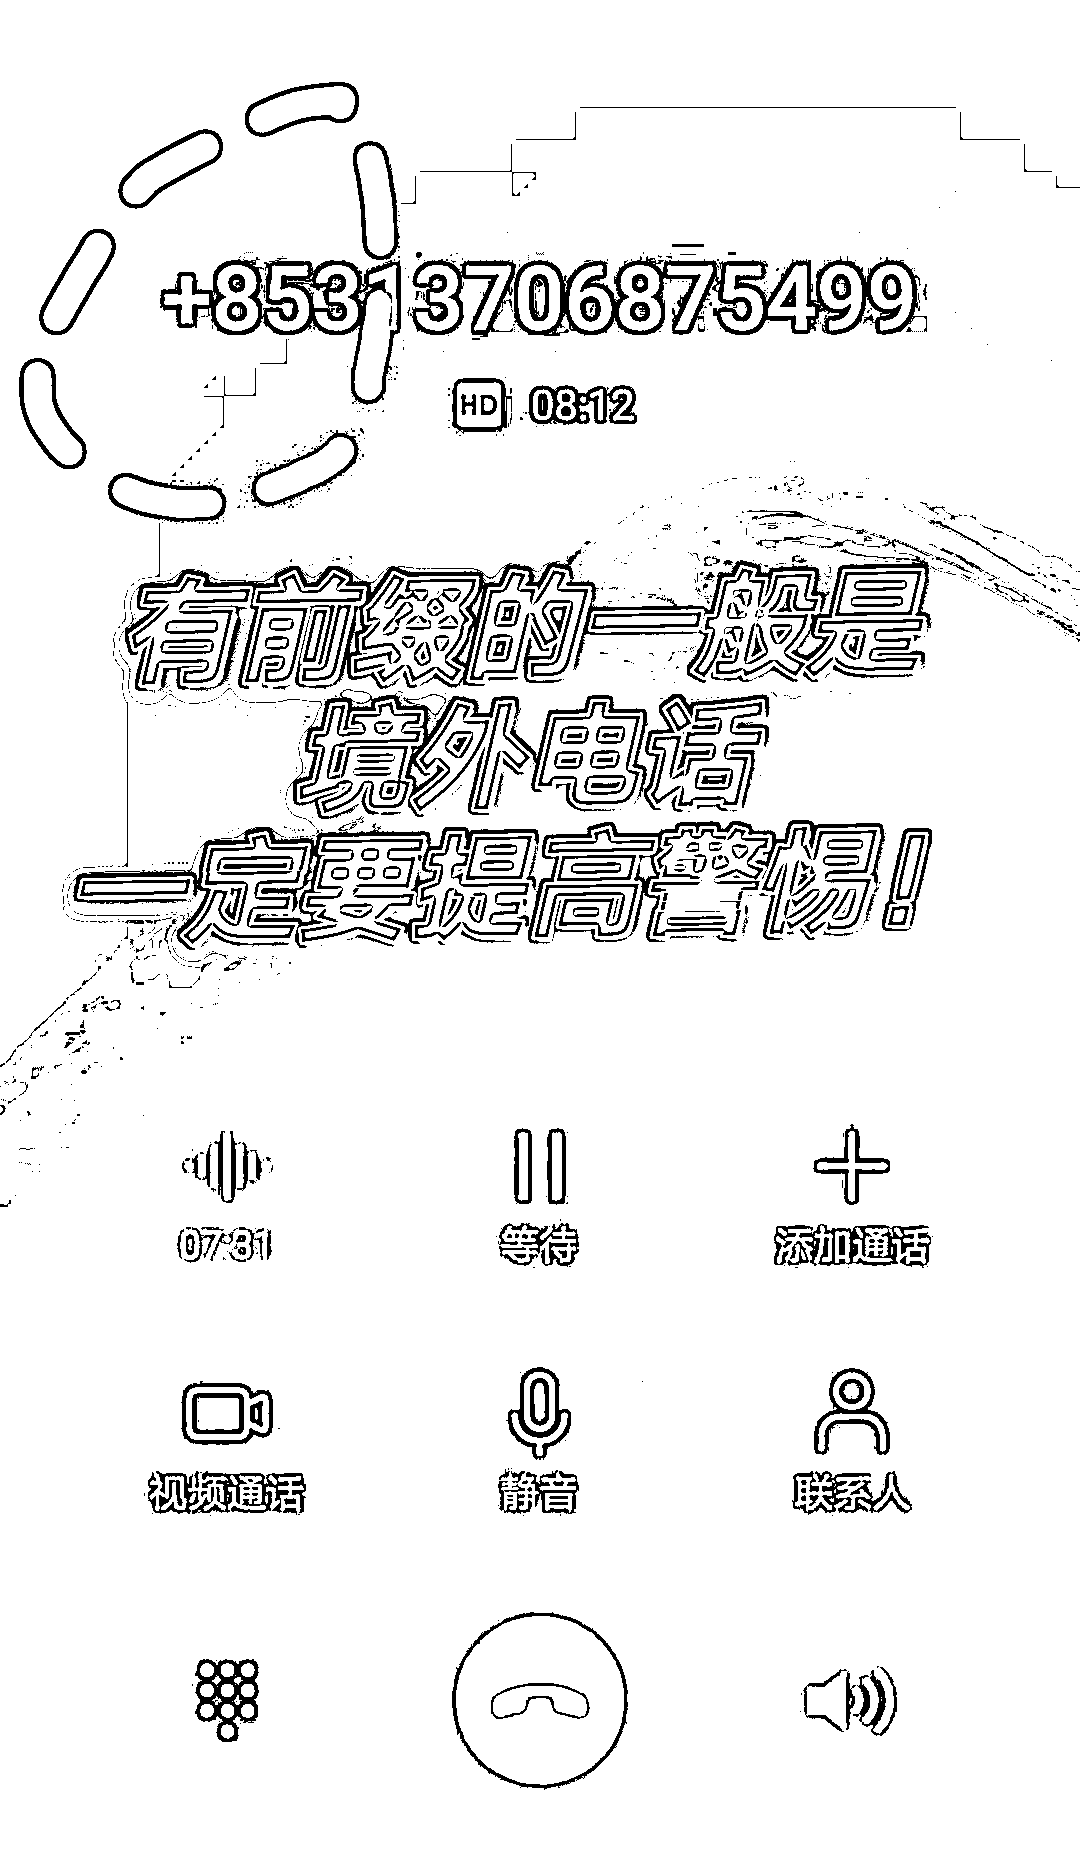 +85313706875499
HD 08:12
有前缀的一般是
境外电话
一定要提高警惕!
07:31 等待 添加通话
视频通话 静音 联系人